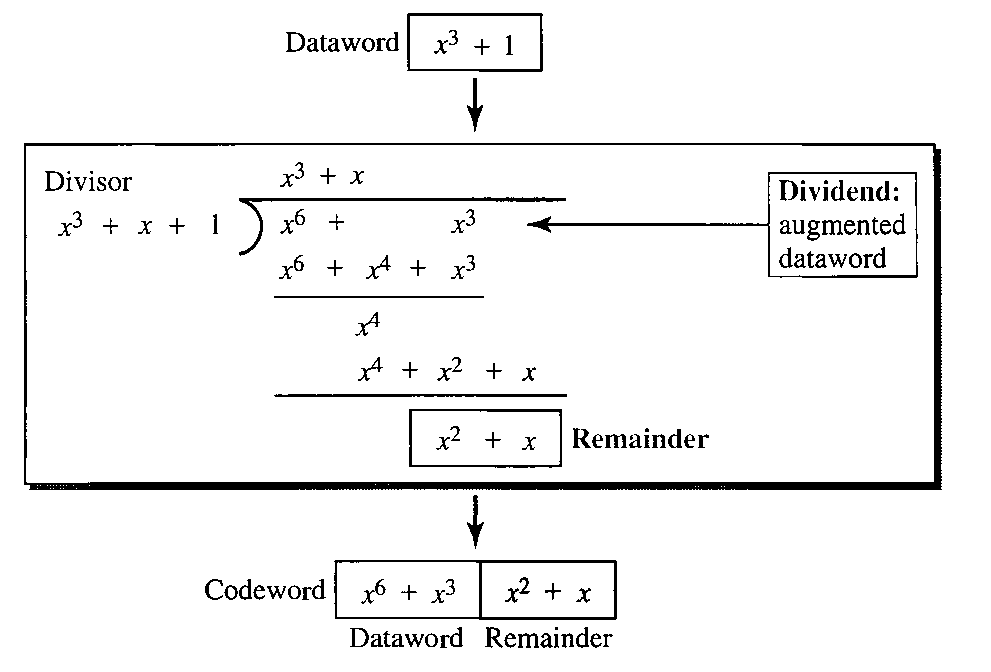 Dataword x³ + 1
Divisor
x³ + x
x³ + x + 1 ) x⁶ + x³
Dividend:
augmented
dataword
x⁶ + x⁴ + x³
x⁴
x⁴ + x² + x
x² + x Remainder
Codeword x⁶ + x³ x² + x
Dataword Remainder